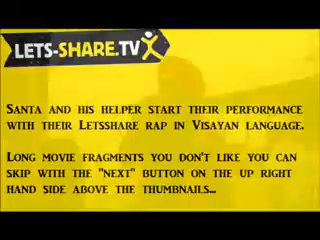 LETS-SHARE.TV
SANTA AND HIS HELPER START THEIR PERFORMANCE
WITH THEIR LETSSHARE RAP IN VISAYAN LANGUAGE.
LONG MOVIE FRAGMENTS YOU DON'T LIKE YOU CAN
SKIP WITH THE "NEXT" BUTTON ON THE UP RIGHT
HAND SIDE ABOVE THE THUMBNAILS...